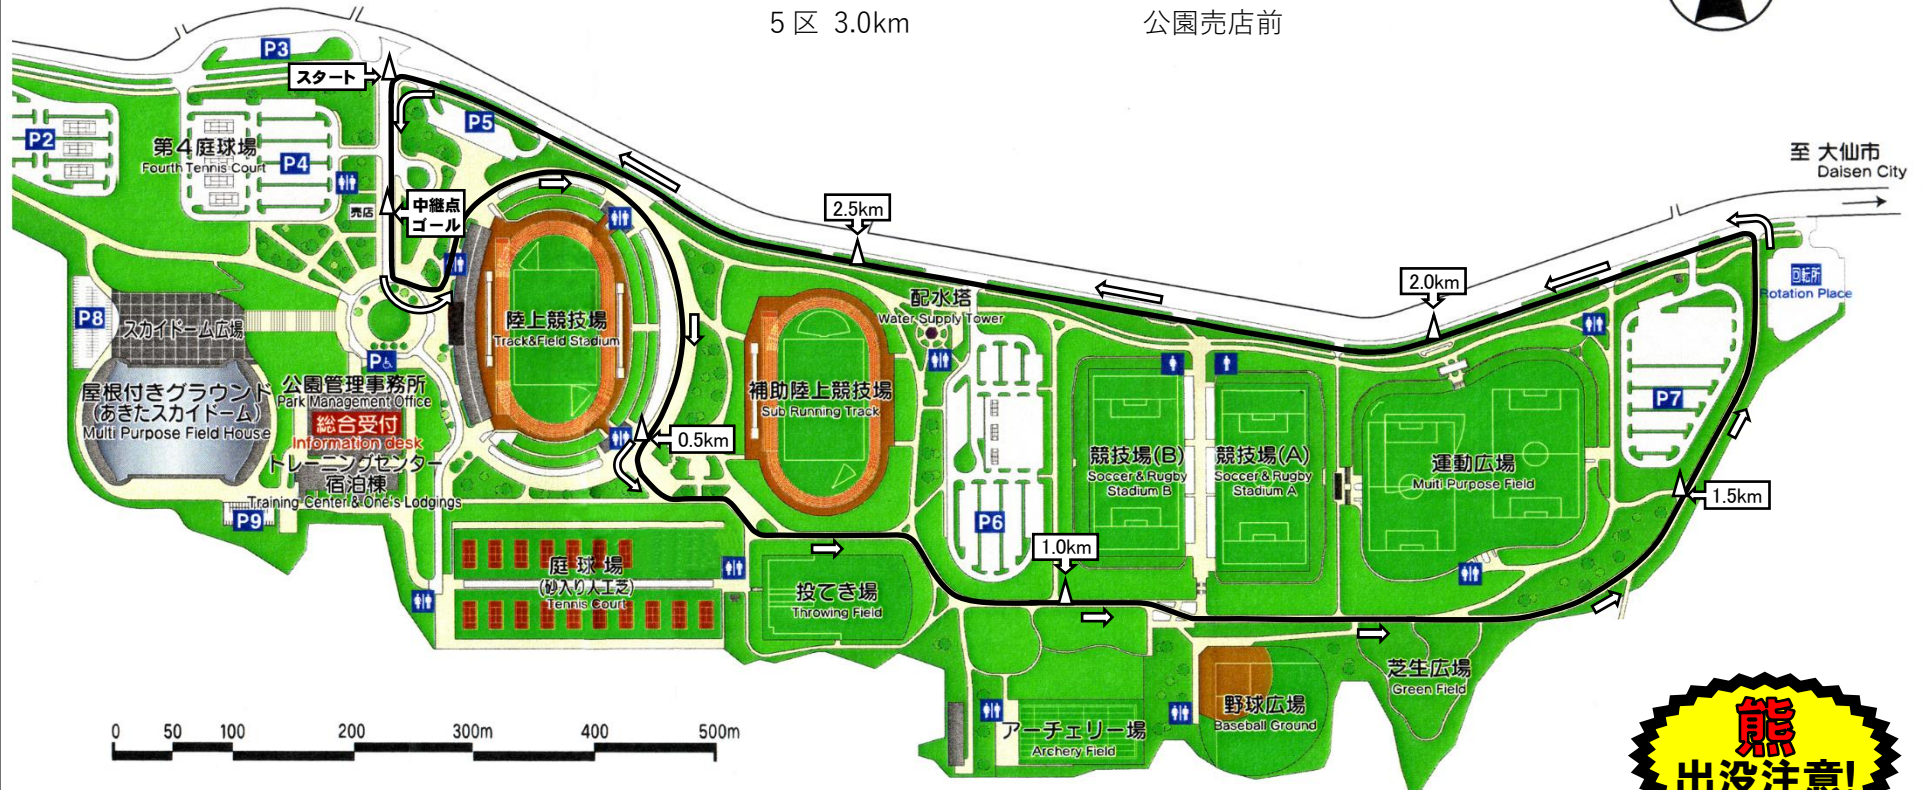 5区 3.0km
公園売店前
P3
スタート
P5
P2
第4庭球場
Fourth Tennis Court
P4
売店
中継点
ゴール
至 大仙市
Daisen City
2.5km
2.0km
回転所
Rotation Place
配水塔
Water Supply Tower
P8
スカイドーム広場
陸上競技場
Track&Field Stadium
P
屋根付きグラウンド
(あきたスカイドーム)
Multi Purpose Field House
公園管理事務所
Park Management Office
総合受付
Information desk
トレーニングセンター
宿泊棟
Training Center & One's Lodgings
P9
補助陸上競技場
Sub Running Track
0.5km
P7
競技場(B)
Soccer & Rugby
Stadium B
競技場(A)
Soccer & Rugby
Stadium A
運動広場
Multi Purpose Field
1.5km
P6
1.0km
庭球場
(砂入り人工芝)
Tennis Court
投てき場
Throwing Field
芝生広場
Green Field
野球広場
Baseball Ground
アーチェリー場
Archery Field
0 50 100 200 300m 400 500m
熊
出没注意!